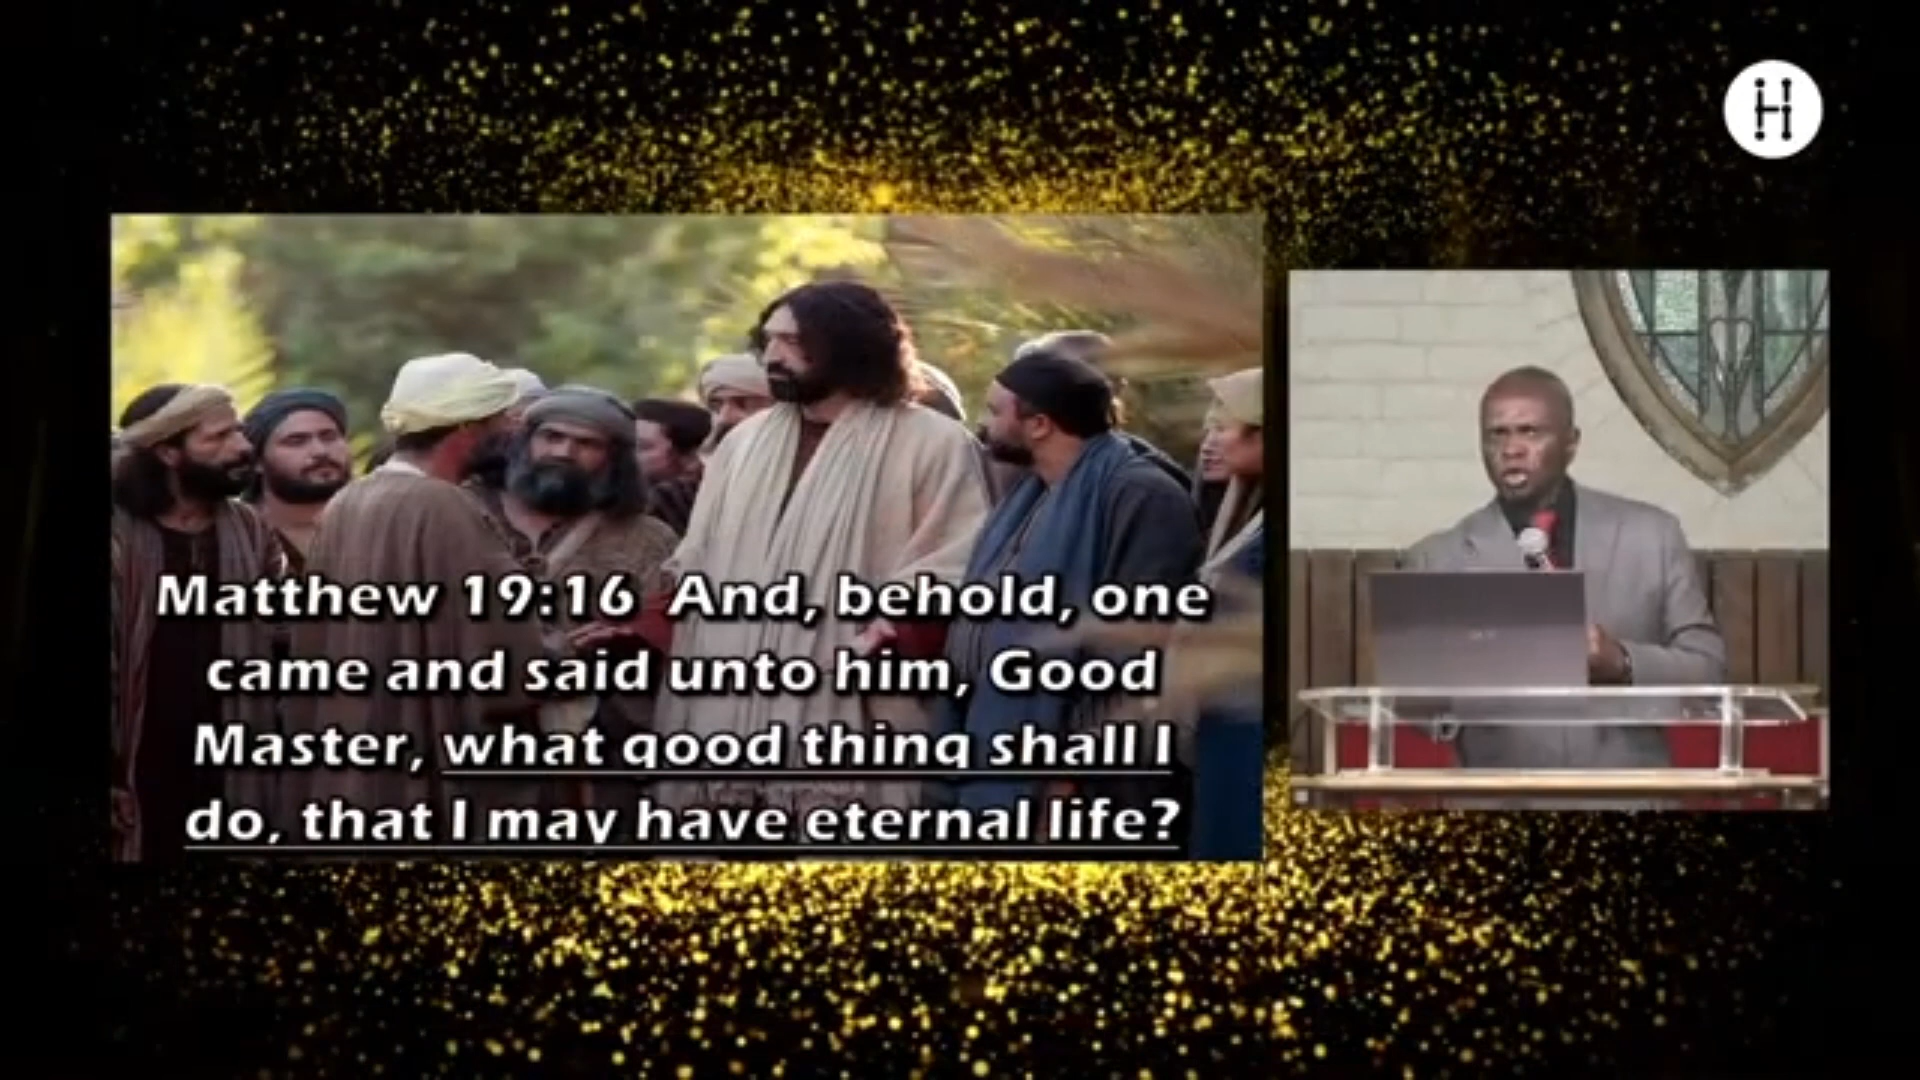 Matthew 19:16 And, behold, one
came and said unto him, Good
Master, what good thing shall I
do, that I may have eternal life?